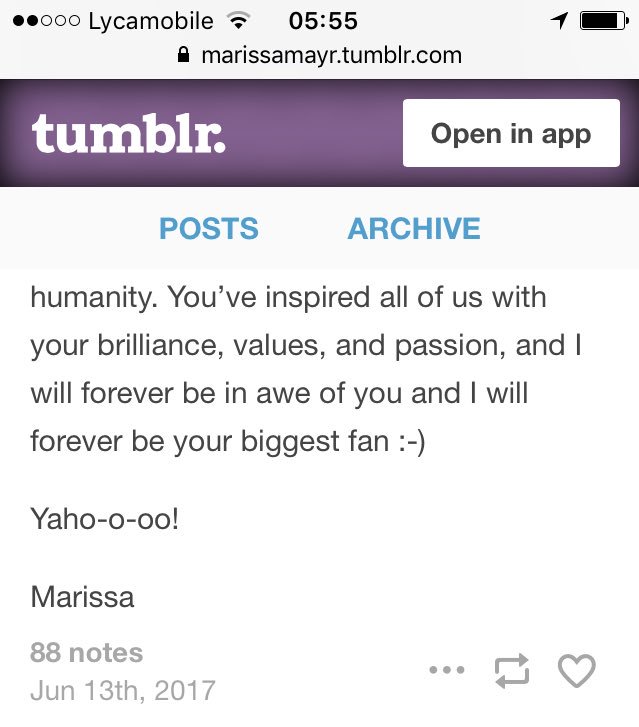 Lycamobile 05:55
marissamayr.tumblr.com
tumblr. Open in app
POSTS ARCHIVE
humanity. You’ve inspired all of us with
your brilliance, values, and passion, and I
will forever be in awe of you and I will
forever be your biggest fan :-)
Yaho-o-oo!
Marissa
88 notes
Jun 13th, 2017